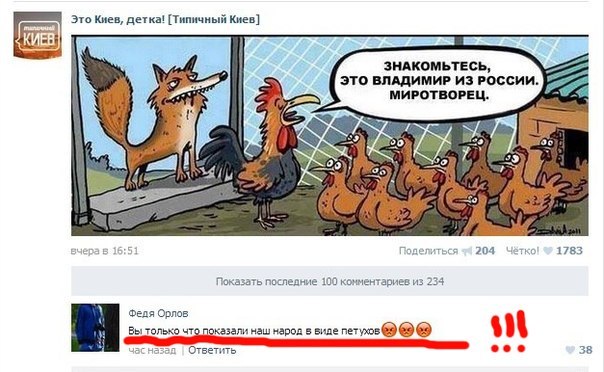 Это Киев, детка! [Типичный Киев]
типичный
КИЕВ
ЗНАКОМЬТЕСЬ,
ЭТО ВЛАДИМИР ИЗ РОССИИ.
МИРОТВОРЕЦ.
вчера в 16:51
Поделиться 204 Чётко! 1783
Показать последние 100 комментариев из 234
Федя Орлов
Вы только что показали наш народ в виде петухов😡😡😡 !!!
час назад | Ответить 38